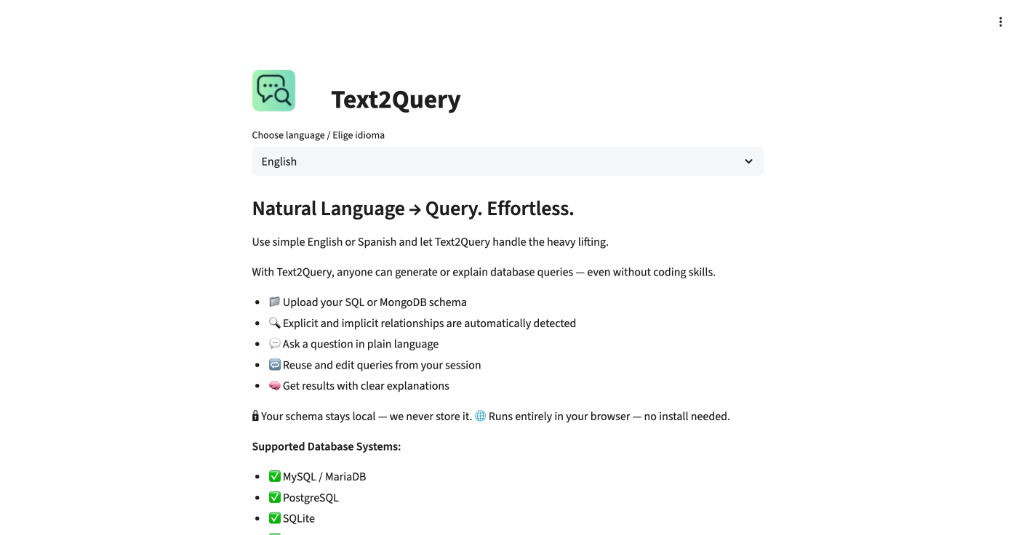 Text2Query
Choose language / Elige idioma
English
Natural Language → Query. Effortless.
Use simple English or Spanish and let Text2Query handle the heavy lifting.
With Text2Query, anyone can generate or explain database queries — even without coding skills.
• 📁 Upload your SQL or MongoDB schema
• 🔍 Explicit and implicit relationships are automatically detected
• 💬 Ask a question in plain language
• 🔁 Reuse and edit queries from your session
• 🧠 Get results with clear explanations
🔒 Your schema stays local — we never store it. 🌐 Runs entirely in your browser — no install needed.
Supported Database Systems:
• ✅ MySQL / MariaDB
• ✅ PostgreSQL
• ✅ SQLite